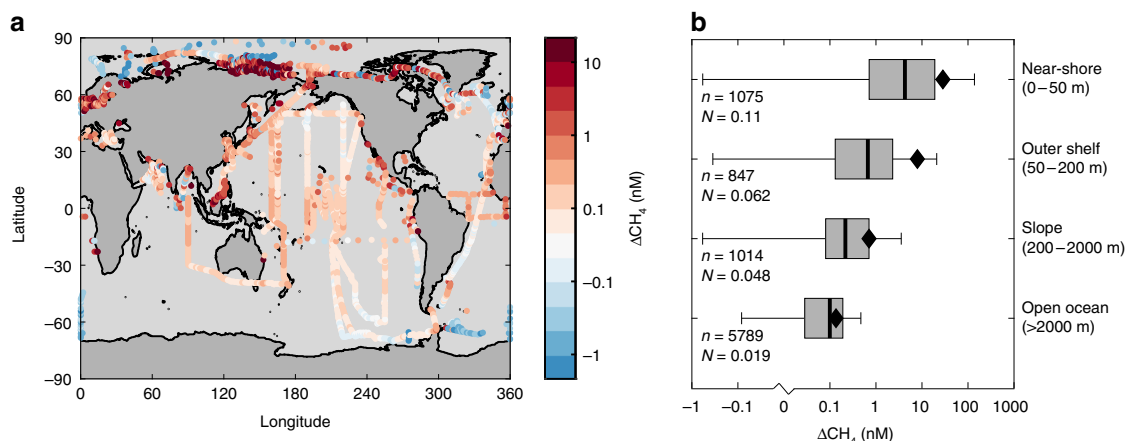 a
90
60
30
0
−30
−60
−90
Latitude
0
60
120
180
240
300
360
Longitude
10
1
0.1
−0.1
−1
ΔCH4 (nM)
b
n = 1075
N = 0.11
Near-shore
(0−50 m)
n = 847
N = 0.062
Outer shelf
(50−200 m)
n = 1014
N = 0.048
Slope
(200−2000 m)
n = 5789
N = 0.019
Open ocean
(>2000 m)
−1
−0.1
0
0.1
1
10
100
1000
ΔCH4 (nM)